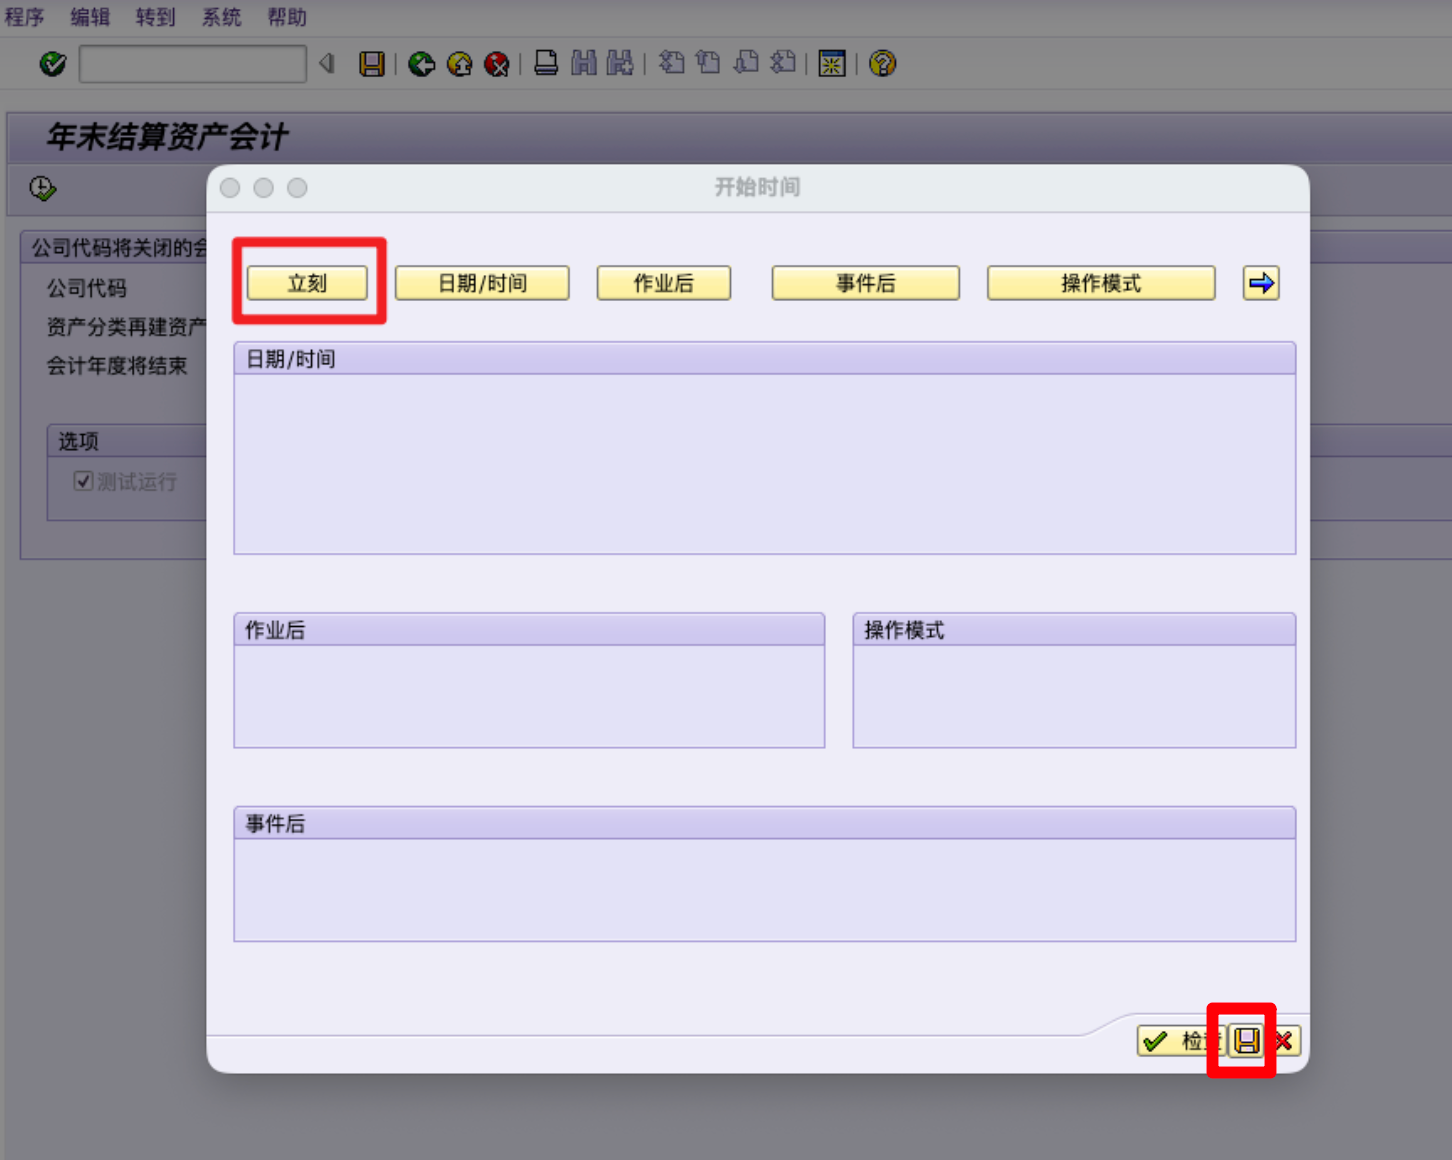 程序 编辑 转到 系统 帮助
年末结算资产会计
开始时间
公司代码将关闭的会
公司代码
资产分类再建资产
会计年度将结束
选项
测试运行
立刻 日期/时间 作业后 事件后 操作模式
日期/时间
作业后 操作模式
事件后
检查